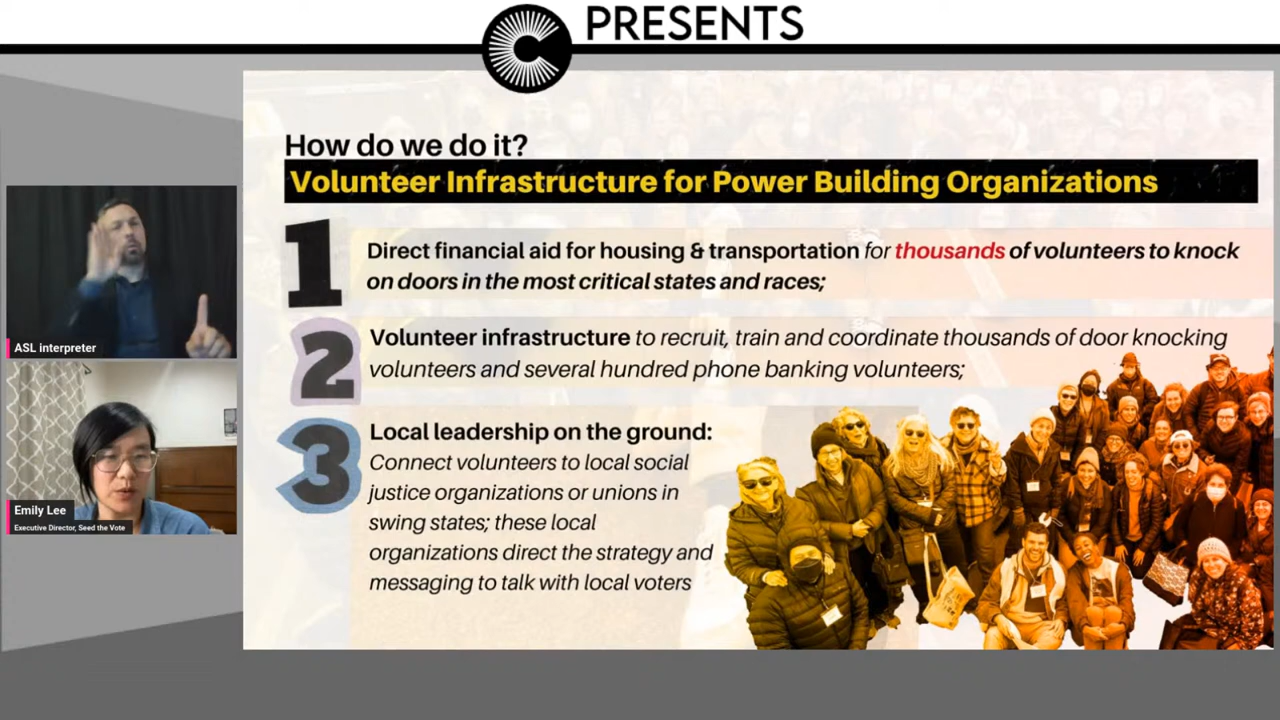 PRESENTS
How do we do it?
Volunteer Infrastructure for Power Building Organizations
1
Direct financial aid for housing & transportation for thousands of volunteers to knock
on doors in the most critical states and races;
2
Volunteer infrastructure to recruit, train and coordinate thousands of door knocking
volunteers and several hundred phone banking volunteers;
3
Local leadership on the ground:
Connect volunteers to local social
justice organizations or unions in
swing states; these local
organizations direct the strategy and
messaging to talk with local voters
ASL interpreter
Emily Lee
Executive Director, Seed the Vote